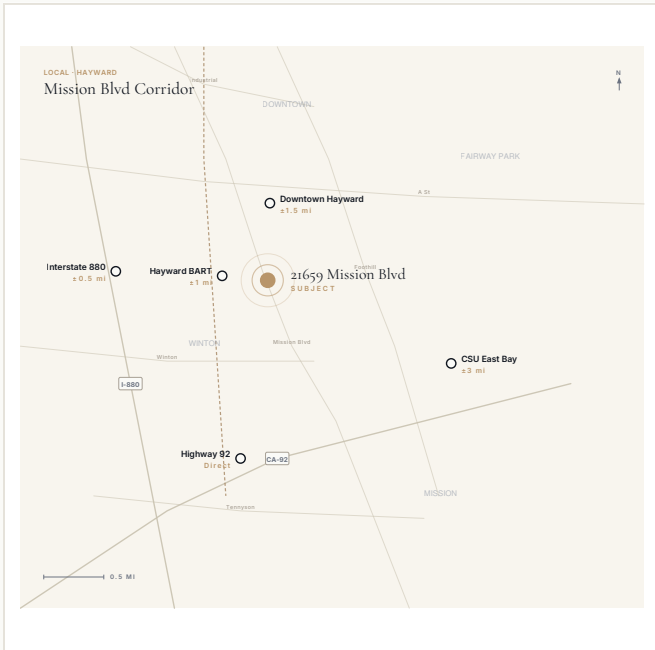 LOCAL · HAYWARD
Mission Blvd Corridor
Industrial
DOWNTOWN
N
FAIRWAY PARK
A St
Downtown Hayward
±1.5 mi
Interstate 880
±0.5 mi
Hayward BART
±1 mi
Foothill
21659 Mission Blvd
SUBJECT
WINTON
Mission Blvd
Winton
CSU East Bay
±3 mi
I-880
Highway 92
Direct
CA-92
MISSION
Tennyson
0.5 MI